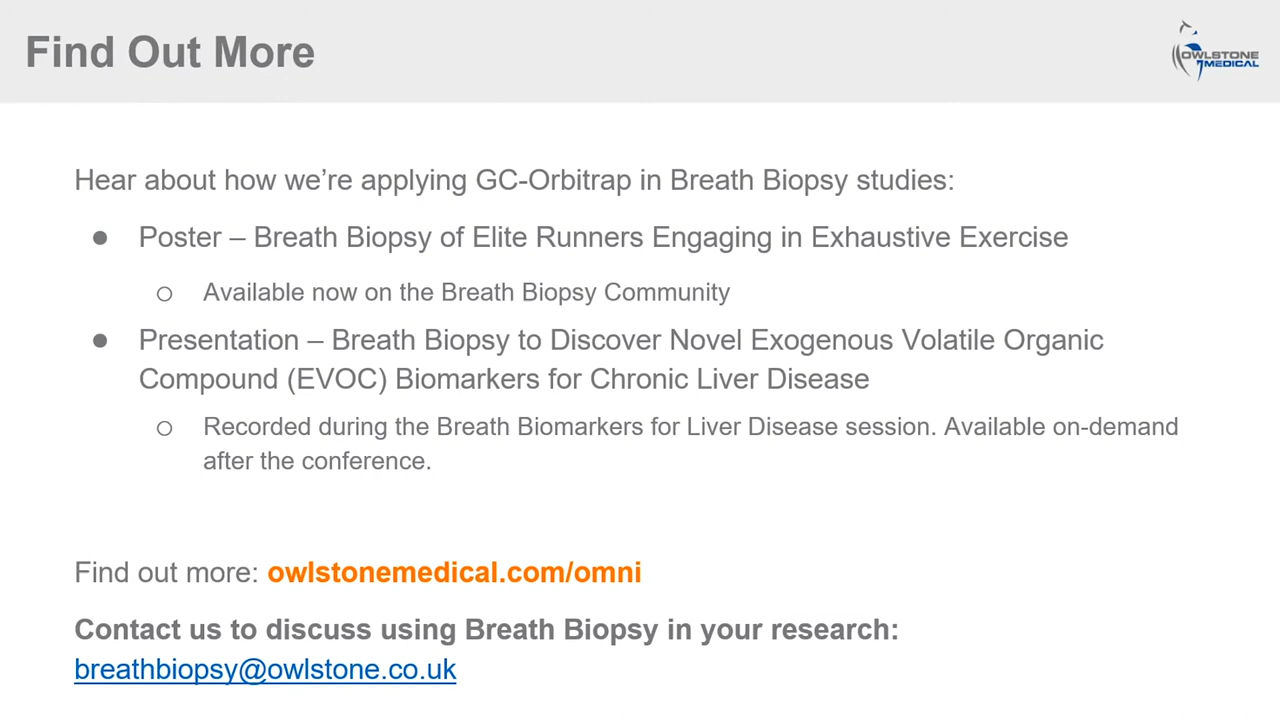 Find Out More
OWLSTONE
MEDICAL
Hear about how we’re applying GC-Orbitrap in Breath Biopsy studies:
● Poster – Breath Biopsy of Elite Runners Engaging in Exhaustive Exercise
○ Available now on the Breath Biopsy Community
● Presentation – Breath Biopsy to Discover Novel Exogenous Volatile Organic
Compound (EVOC) Biomarkers for Chronic Liver Disease
○ Recorded during the Breath Biomarkers for Liver Disease session. Available on-demand
after the conference.
Find out more: owlstonemedical.com/omni
Contact us to discuss using Breath Biopsy in your research:
breathbiopsy@owlstone.co.uk